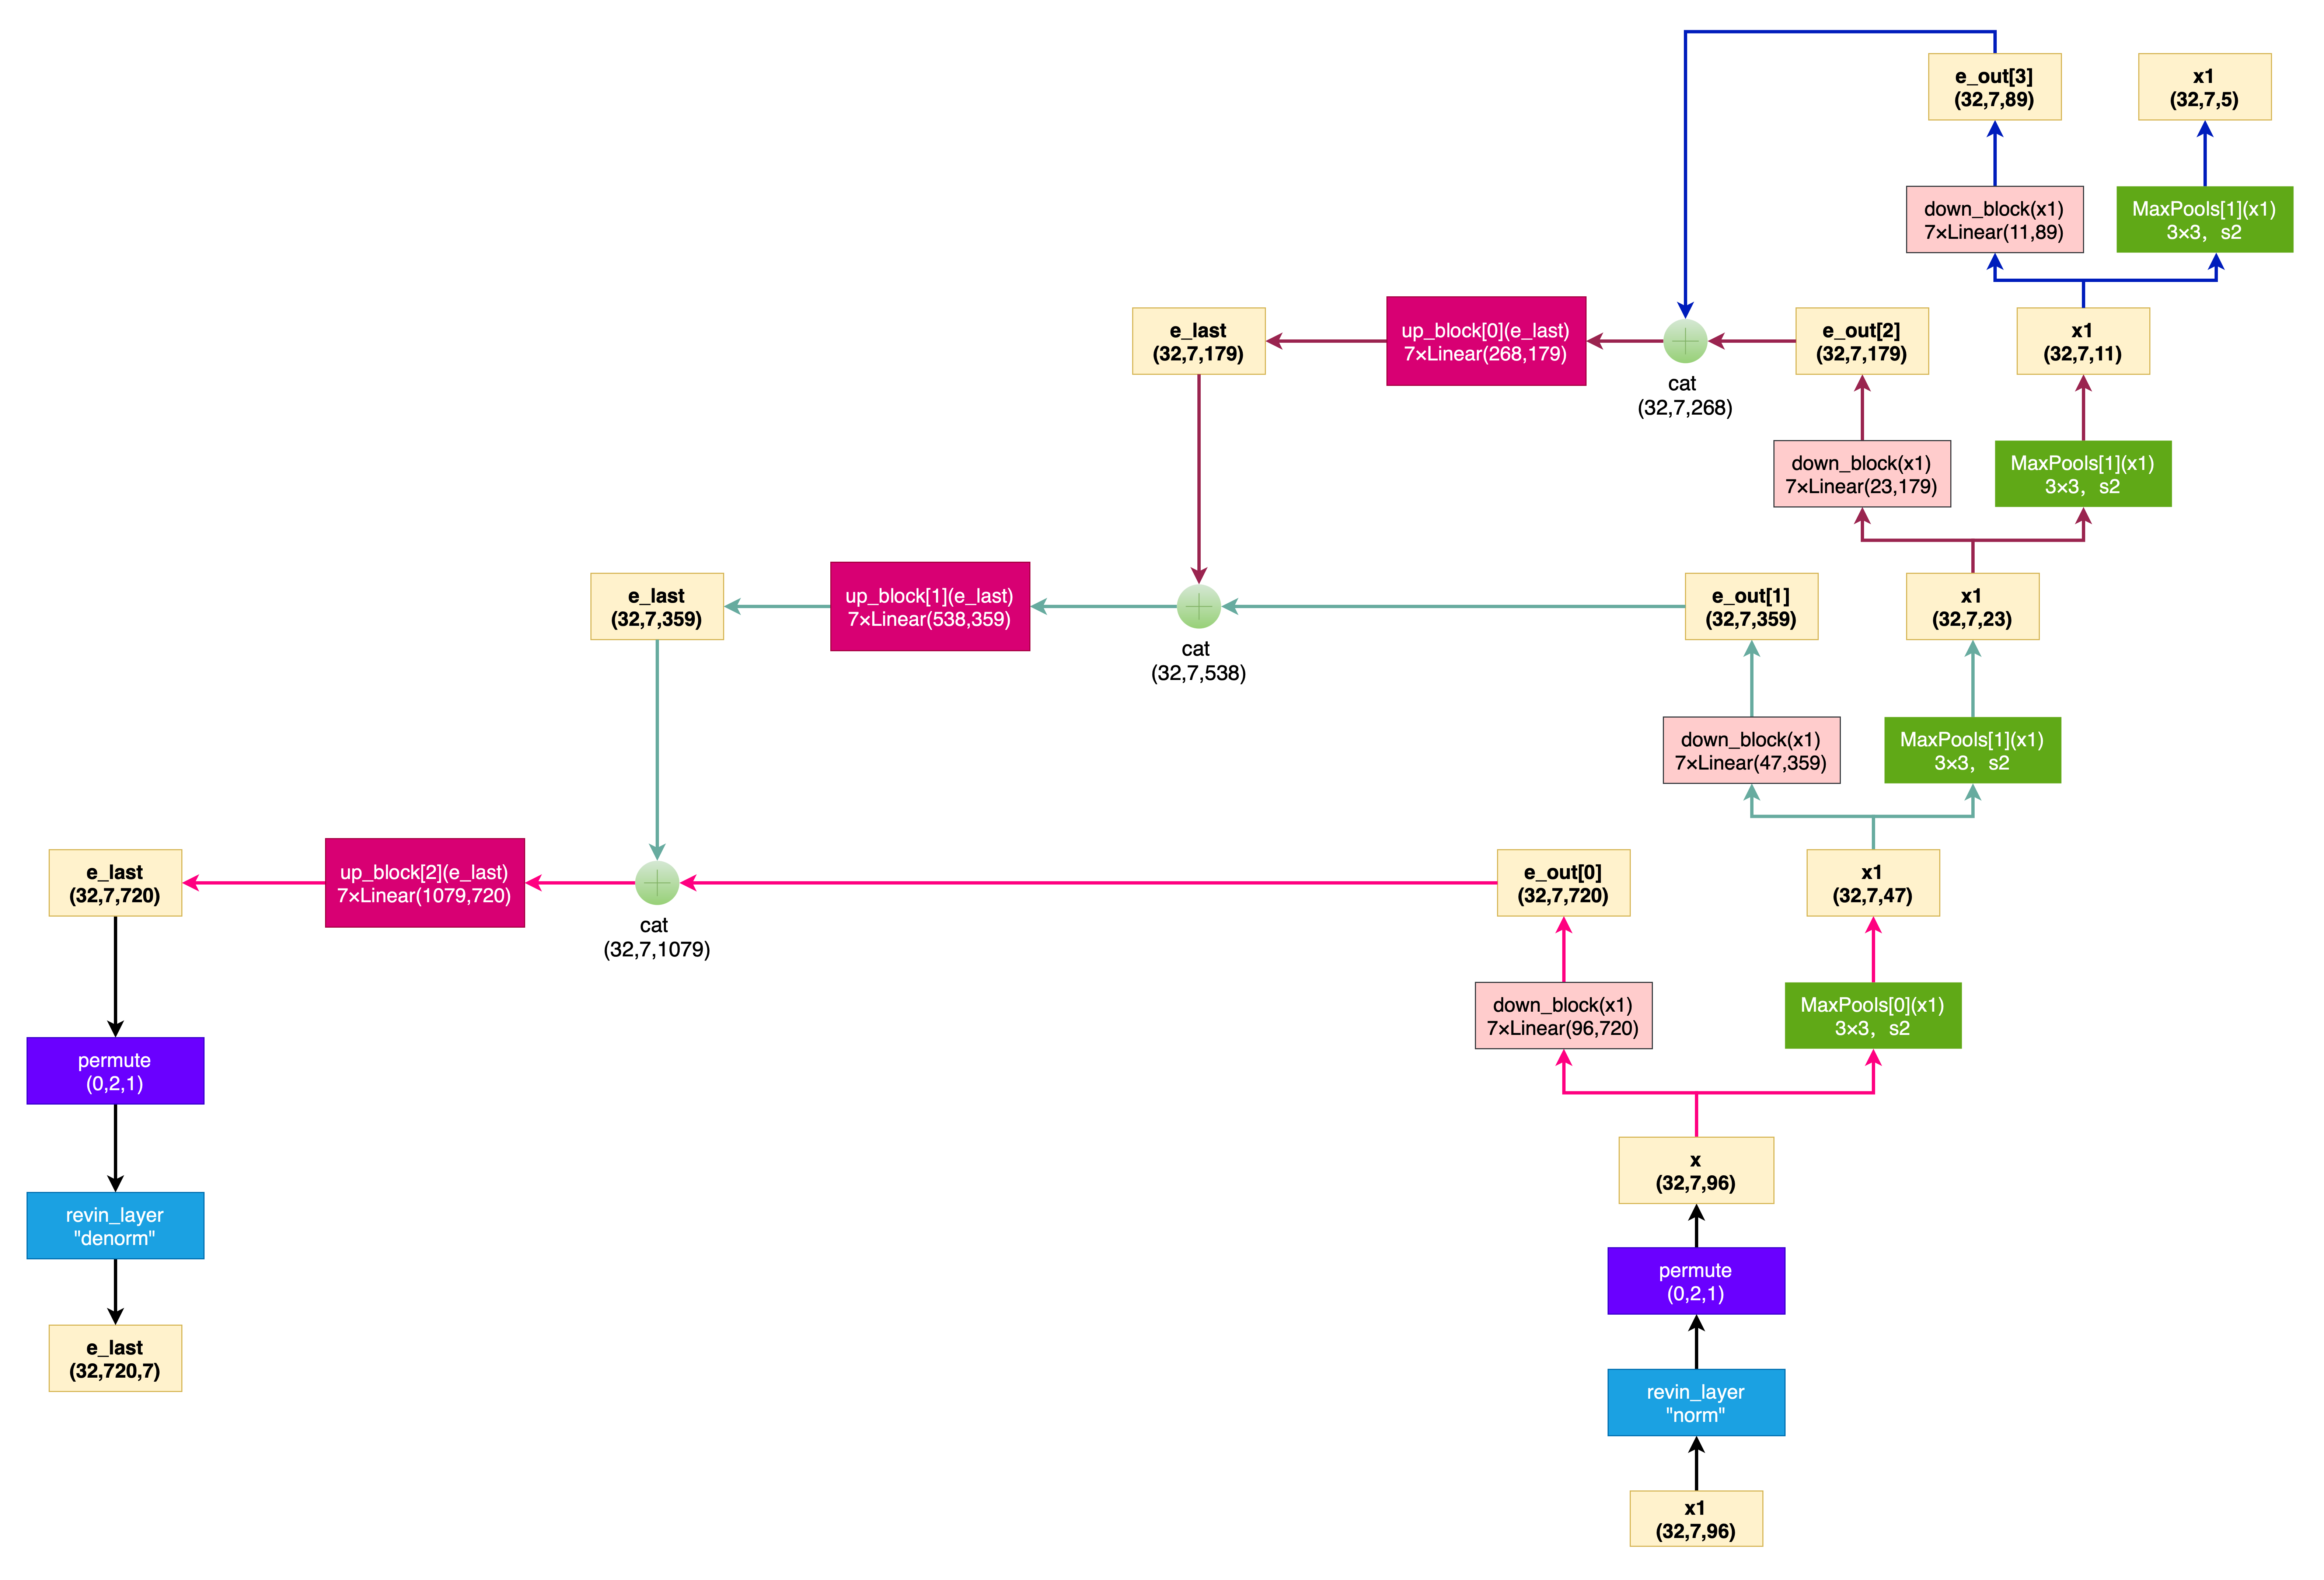 e_out[3]
(32,7,89)
x1
(32,7,5)
down_block(x1)
7×Linear(11,89)
MaxPools[1](x1)
3×3, s2
e_last
(32,7,179)
up_block[0](e_last)
7×Linear(268,179)
cat
(32,7,268)
e_out[2]
(32,7,179)
x1
(32,7,11)
down_block(x1)
7×Linear(23,179)
MaxPools[1](x1)
3×3, s2
e_last
(32,7,359)
up_block[1](e_last)
7×Linear(538,359)
cat
(32,7,538)
e_out[1]
(32,7,359)
x1
(32,7,23)
down_block(x1)
7×Linear(47,359)
MaxPools[1](x1)
3×3, s2
e_last
(32,7,720)
up_block[2](e_last)
7×Linear(1079,720)
cat
(32,7,1079)
e_out[0]
(32,7,720)
x1
(32,7,47)
down_block(x1)
7×Linear(96,720)
MaxPools[0](x1)
3×3, s2
permute
(0,2,1)
x
(32,7,96)
revin_layer
"denorm"
permute
(0,2,1)
e_last
(32,720,7)
revin_layer
"norm"
x1
(32,7,96)